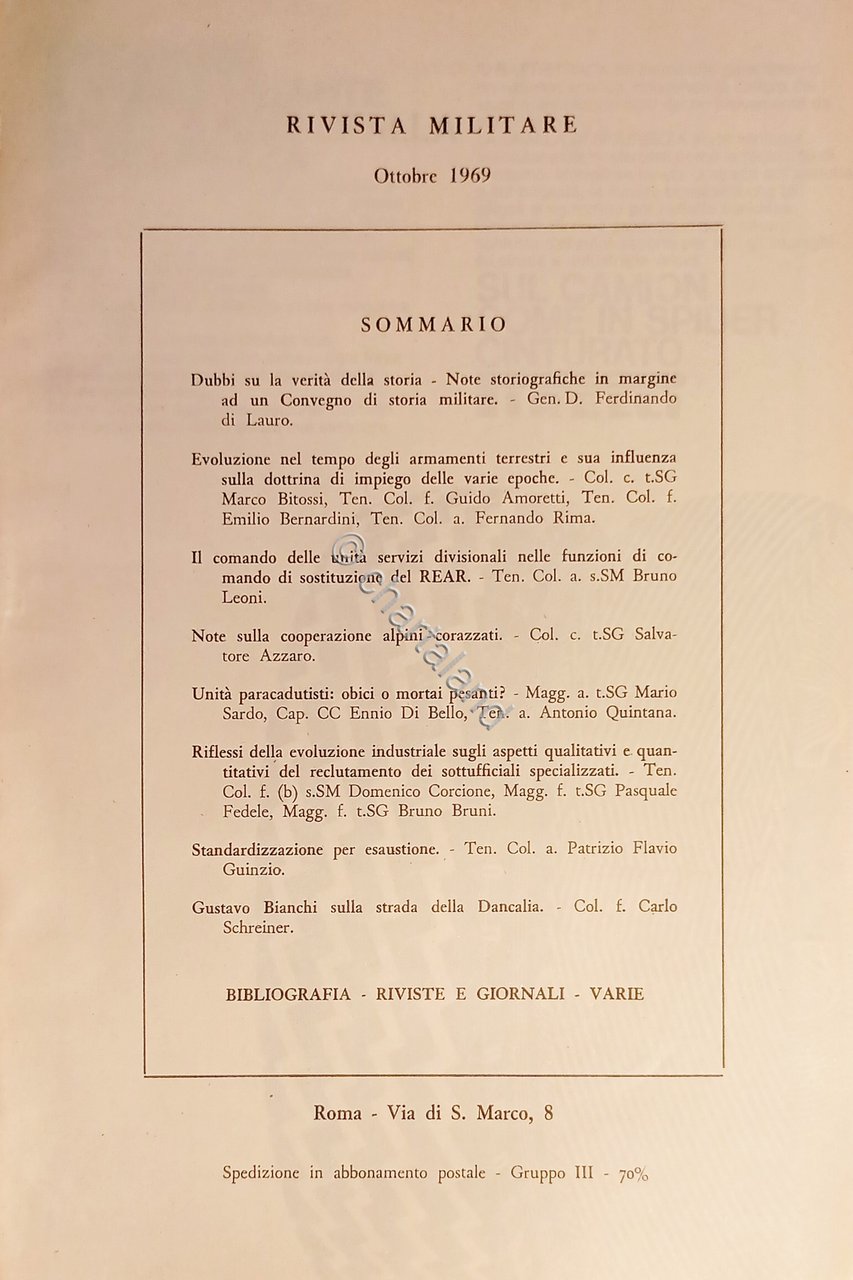 RIVISTA MILITARE
Ottobre 1969
SOMMARIO
Dubbi su la verità della storia - Note storiografiche in margine
ad un Convegno di storia militare. - Gen. D. Ferdinando
di Lauro.
Evoluzione nel tempo degli armamenti terrestri e sua influenza
sulla dottrina di impiego delle varie epoche. - Col. c. t.SG
Marco Bitossi, Ten. Col. f. Guido Amoretti, Ten. Col. f.
Emilio Bernardini, Ten. Col. a. Fernando Rima.
Il comando delle unità servizi divisionali nelle funzioni di co-
mando di sostituzione del REAR. - Ten. Col. a. s.SM Bruno
Leoni.
Note sulla cooperazione alpini-corazzati. - Col. c. t.SG Salva-
tore Azzaro.
Unità paracadutisti: obici o mortai pesanti? - Magg. a. t.SG Mario
Sardo, Cap. CC Ennio Di Bello, Ten. a. Antonio Quintana.
Riflessi della evoluzione industriale sugli aspetti qualitativi e quan-
titativi del reclutamento dei sottufficiali specializzati. - Ten.
Col. f. (b) s.SM Domenico Corcione, Magg. f. t.SG Pasquale
Fedele, Magg. f. t.SG Bruno Bruni.
Standardizzazione per esaustione. - Ten. Col. a. Patrizio Flavio
Guinzio.
Gustavo Bianchi sulla strada della Dancalia. - Col. f. Carlo
Schreiner.
BIBLIOGRAFIA - RIVISTE E GIORNALI - VARIE
Roma - Via di S. Marco, 8
Spedizione in abbonamento postale - Gruppo III - 70%
© chartaland